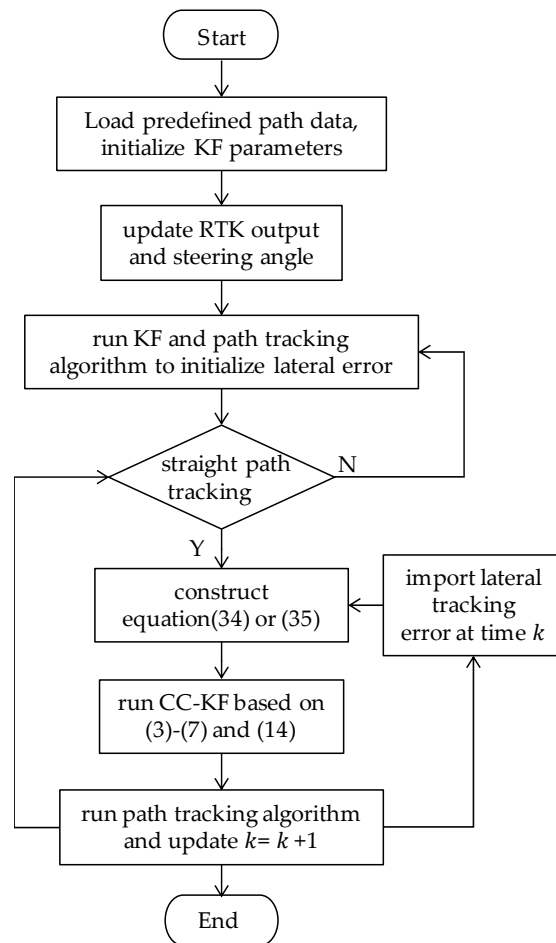 Start
Load predefined path data,
initialize KF parameters
update RTK output
and steering angle
run KF and path tracking
algorithm to initialize lateral error
straight path
tracking
N
Y
construct
equation(34) or (35)
import lateral
tracking
error at time k
run CC-KF based on
(3)-(7) and (14)
run path tracking algorithm
and update k= k +1
End